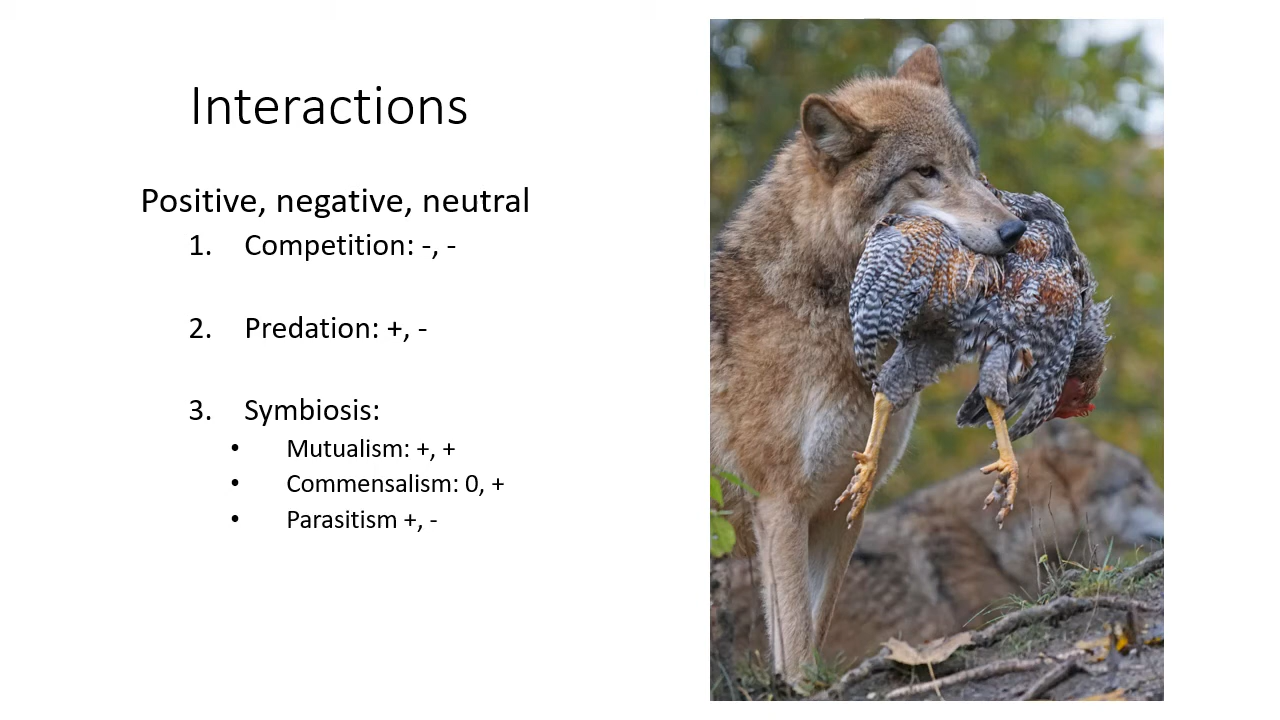 Interactions
Positive, negative, neutral
1. Competition: -, -
2. Predation: +, -
3. Symbiosis:
• Mutualism: +, +
• Commensalism: 0, +
• Parasitism +, -